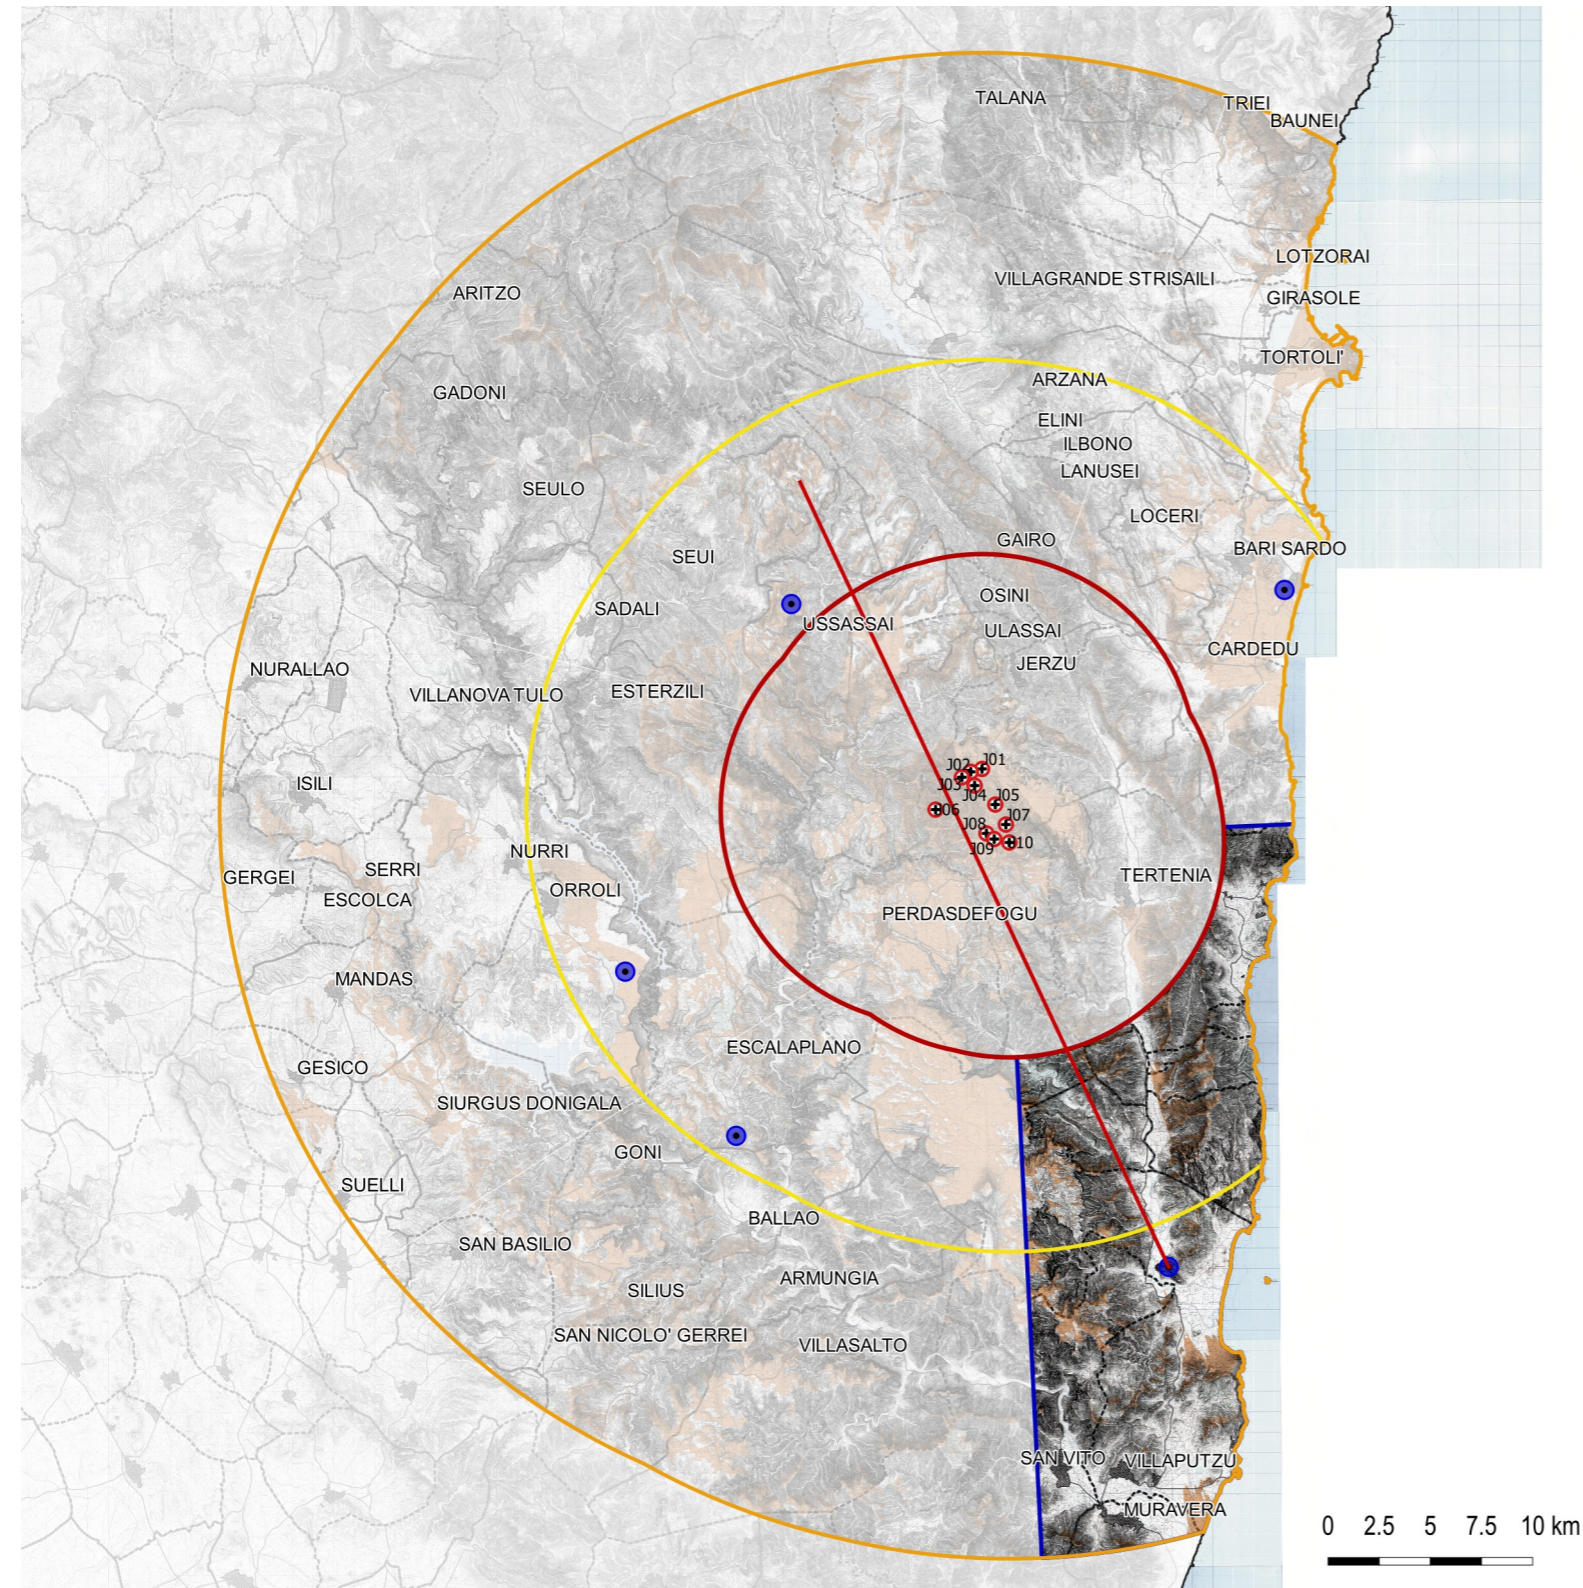 TALANA
TRIEI
BAUNEI
LOTZORAI
VILLAGRANDE STRISAILI
ARITZO
GIRASOLE
TORTOLI'
ARZANA
GADONI
ELINI
ILBONO
LANUSEI
SEULO
LOCERI
GAIRO
BARI SARDO
SEUI
OSINI
SADALI
USSASSAI
ULASSAI
CARDEDU
JERZU
NURALLAO
ESTERZILI
VILLANOVA TULO
J01
J02
ISILI
J03
J04
J05
J06
J07
J08
J09
J10
NURRI
SERRI
GERGEI
TERTENIA
ORROLI
ESCOLCA
PERDASDEFOGU
MANDAS
ESCALAPLANO
GESICO
SIURGUS DONIGALA
GONI
SUELLI
BALLAO
SAN BASILIO
ARMUNGIA
SILIUS
SAN NICOLO' GERREI
VILLASALTO
SAN VITO
VILLAPUTZU
MURAVERA
0 2.5 5 7.5 10 km